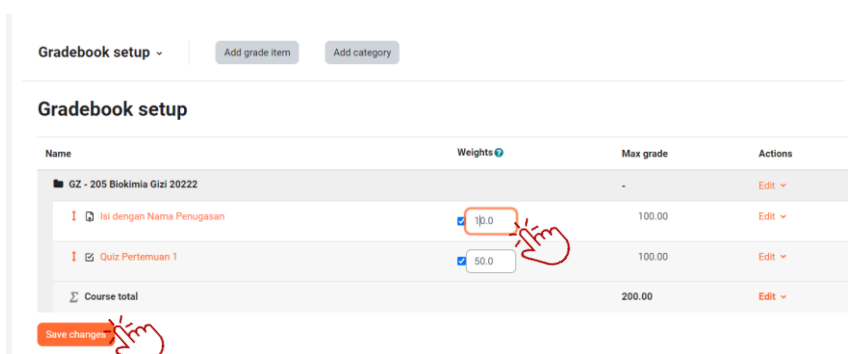 Gradebook setup
Add grade item
Add category
Gradebook setup
Name Weights Max grade Actions
GZ - 205 Biokimia Gizi 20222 - Edit
Isi dengan Nama Penugasan 10.0 100.00 Edit
Quiz Pertemuan 1 50.0 100.00 Edit
Σ Course total 200.00 Edit
Save changes